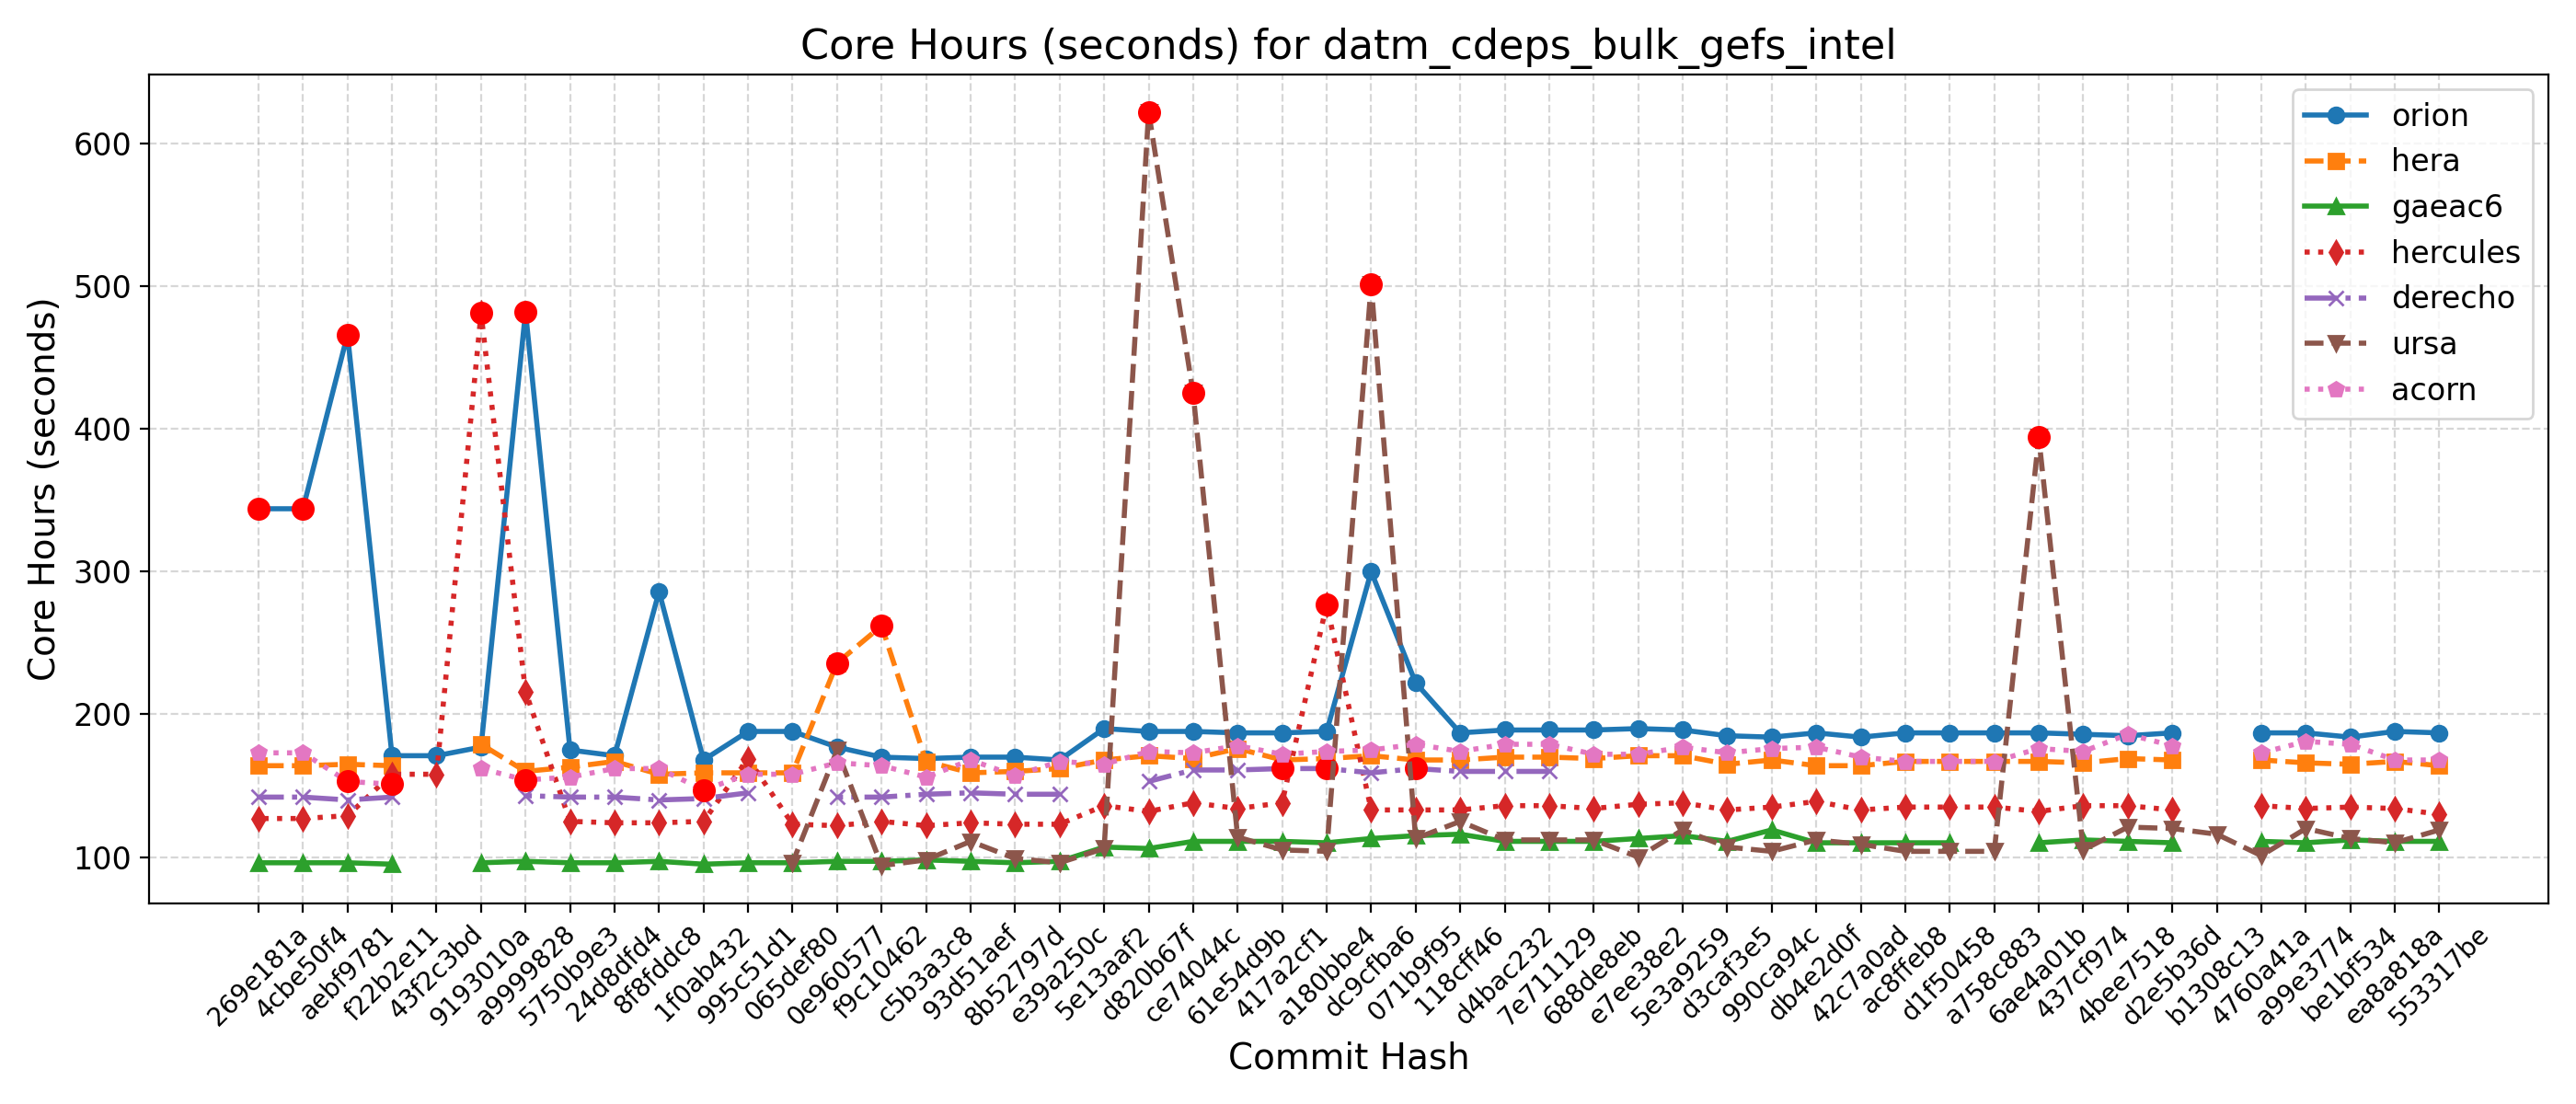 Core Hours (seconds) for datm_cdeps_bulk_gefs_intel
Core Hours (seconds)
600
500
400
300
200
100
orion
hera
gaeac6
hercules
derecho
ursa
acorn
269e181a
4cbe50f4
aebf9781
f22b2e11
43f2c3bd
9193010a
a9999828
5750b9e3
24d8dfd4
8f8fddc8
1f0ab432
995c51d1
065def80
0e960577
f9c10462
c5b3a3c8
93d51aef
8b52797d
e39a250c
5e13aaf2
d820b67f
ce74044c
61e54d9b
417a2cf1
a180bbe4
dc9cfba6
071b9f95
118cff46
d4bac232
7e711129
688de8eb
e7ee38e2
5e3a9259
d3caf3e5
990ca94c
db4e2d0f
42c7a0ad
ac8ffeb8
d1f50458
a758c883
6ae4a01b
437cf974
4bee7518
d2e5b36d
b1308c13
4760a41a
a99e3774
be1bf534
ea8a818a
553317be
Commit Hash